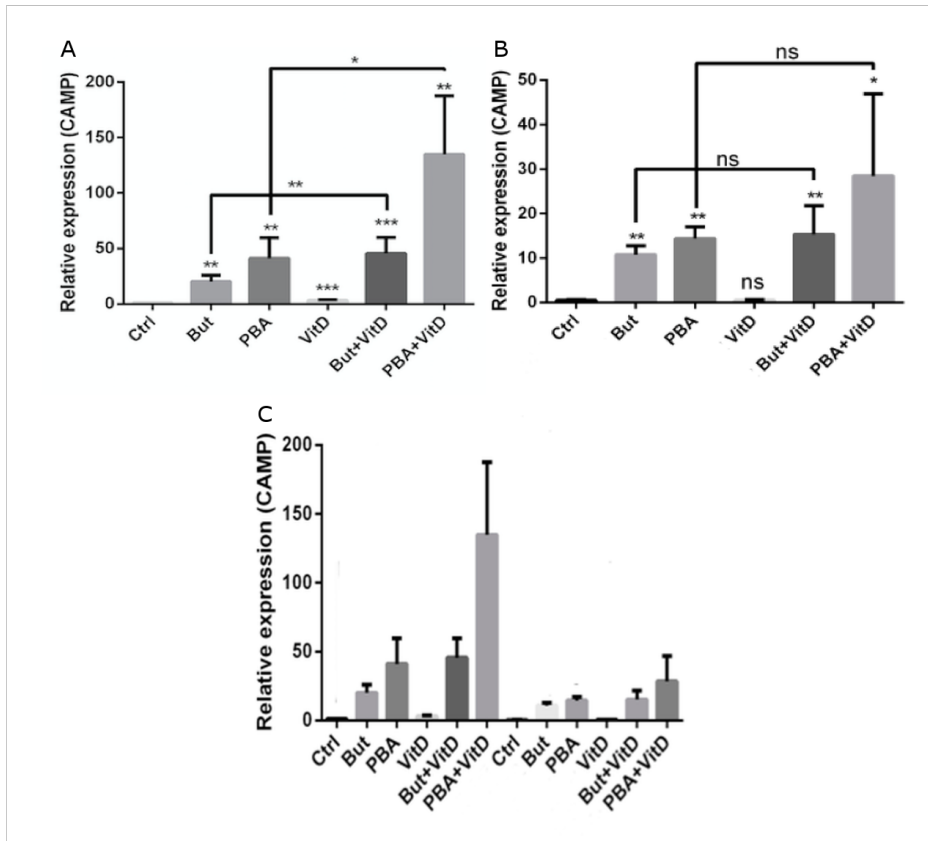 A
Relative expression (CAMP)
200
150
100
50
0
*
**
**
**
**
***
***
Ctrl
But
PBA
VitD
But+VitD
PBA+VitD
B
Relative expression (CAMP)
50
40
30
20
10
0
ns
*
ns
**
**
ns
**
Ctrl
But
PBA
VitD
But+VitD
PBA+VitD
C
Relative expression (CAMP)
200
150
100
50
0
Ctrl
But
PBA
VitD
But+VitD
PBA+VitD
Ctrl
But
PBA
VitD
But+VitD
PBA+VitD